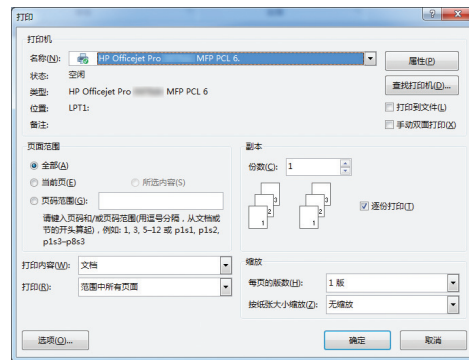 打印
打印机
名称(N):
HP Officejet Pro MFP PCL 6.
属性(P)
状态:
空闲
查找打印机(D)...
类型:
HP Officejet Pro MFP PCL 6
打印到文件(L)
位置:
LPT1:
手动双面打印(X)
备注:
页面范围
全部(A)
当前页(E)
所选内容(S)
页码范围(G):
请键入页码和/或页码范围(用逗号分隔,从文档或
节的开头算起),例如: 1, 3, 5–12 或 p1s1, p1s2,
p1s3–p8s3
副本
份数(C):
1
逐份打印(T)
3
2
1
3
2
1
打印内容(W):
文档
打印(R):
范围中所有页面
缩放
每页的版数(H):
1 版
按纸张大小缩放(Z):
无缩放
选项(O)...
确定
取消